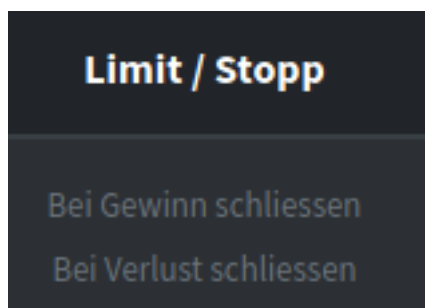 Limit / Stopp
Bei Gewinn schliessen
Bei Verlust schliessen